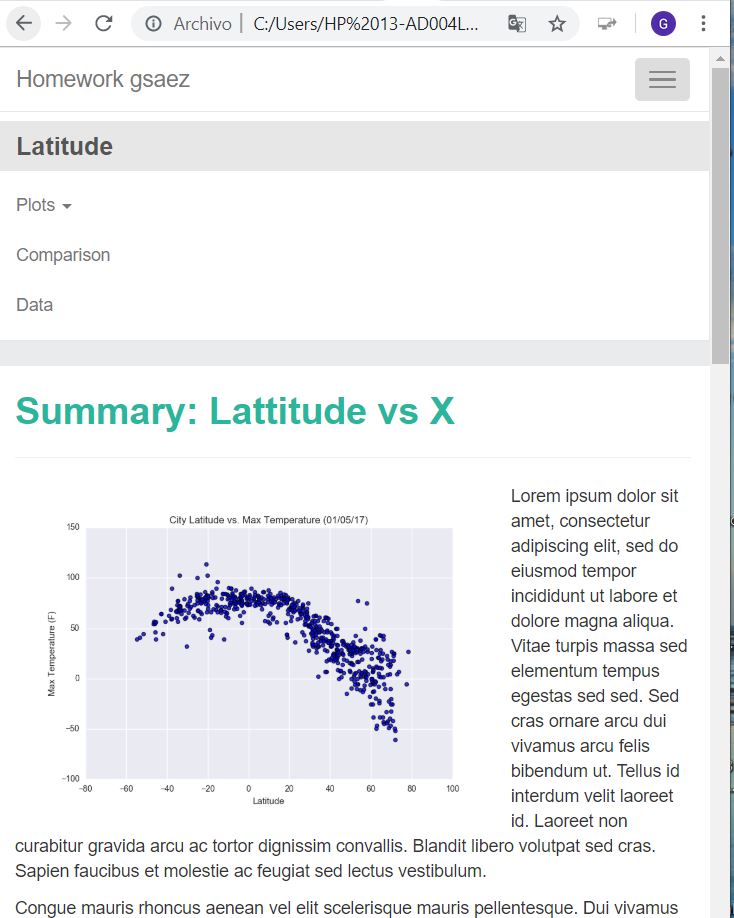 Archivo | C:/Users/HP%2013-AD004L...
G
Homework gsaez
Latitude
Plots
Comparison
Data
Summary: Lattitude vs X
City Latitude vs. Max Temperature (01/05/17)
150
100
50
0
−50
−100
Max Temperature (F)
−80 −60 −40 −20 0 20 40 60 80 100
Latitude
Lorem ipsum dolor sit
amet, consectetur
adipiscing elit, sed do
eiusmod tempor
incididunt ut labore et
dolore magna aliqua.
Vitae turpis massa sed
elementum tempus
egestas sed sed. Sed
cras ornare arcu dui
vivamus arcu felis
bibendum ut. Tellus id
interdum velit laoreet
id. Laoreet non
curabitur gravida arcu ac tortor dignissim convallis. Blandit libero volutpat sed cras.
Sapien faucibus et molestie ac feugiat sed lectus vestibulum.
Congue mauris rhoncus aenean vel elit scelerisque mauris pellentesque. Dui vivamus